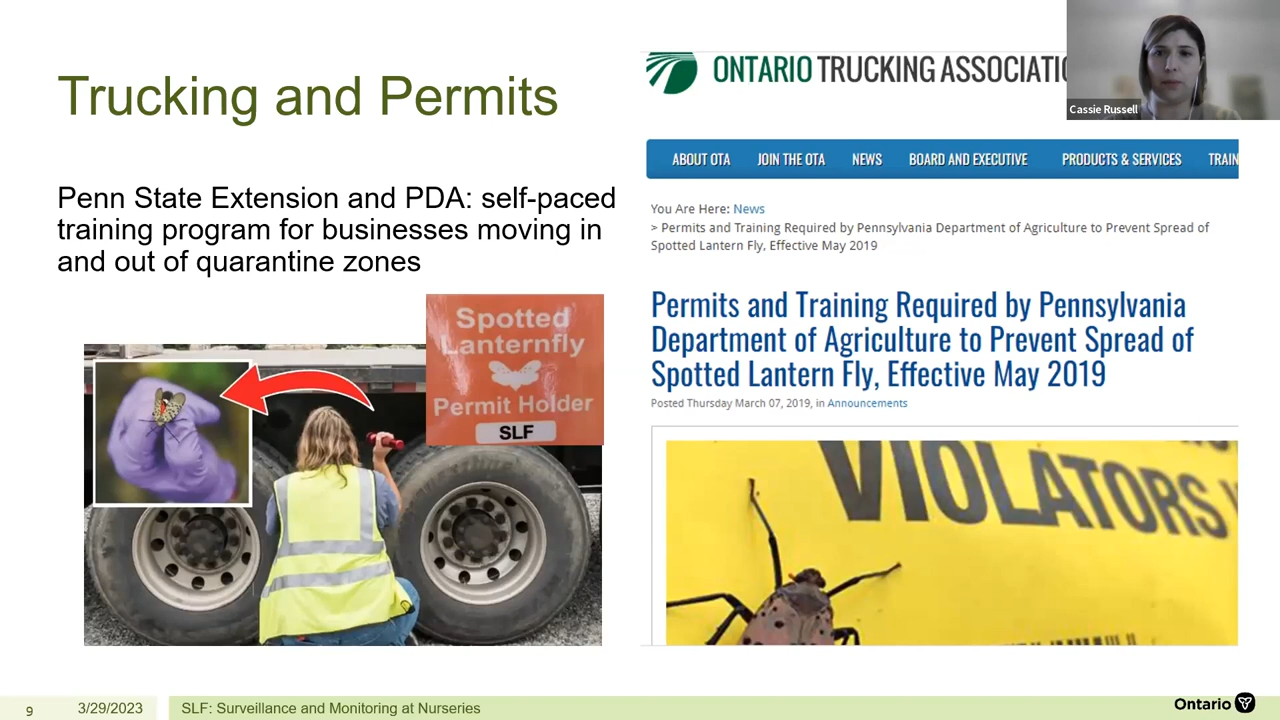 Trucking and Permits
Penn State Extension and PDA: self-paced
training program for businesses moving in
and out of quarantine zones
Spotted
Lanternfly
Permit Holder
SLF
ONTARIO TRUCKING ASSOCIATIO
Cassie Russell
ABOUT OTA JOIN THE OTA NEWS BOARD AND EXECUTIVE PRODUCTS & SERVICES TRAIN
You Are Here: News
> Permits and Training Required by Pennsylvania Department of Agriculture to Prevent Spread of
Spotted Lantern Fly, Effective May 2019
Permits and Training Required by Pennsylvania
Department of Agriculture to Prevent Spread of
Spotted Lantern Fly, Effective May 2019
Posted Thursday March 07, 2019, in Announcements
VIOLATORS
9 3/29/2023 SLF: Surveillance and Monitoring at Nurseries
Ontario